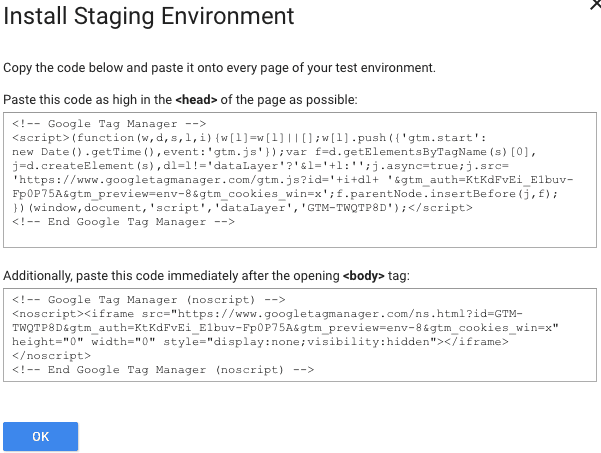 Install Staging Environment
Copy the code below and paste it onto every page of your test environment.
Paste this code as high in the <head> of the page as possible:
<!-- Google Tag Manager -->
<script>(function(w,d,s,l,i){w[l]=w[l]||[];w[l].push({'gtm.start':
new Date().getTime(),event:'gtm.js'});var f=d.getElementsByTagName(s)[0],
j=d.createElement(s),dl=l!='dataLayer'?'&l='+l:'';j.async=true;j.src=
'https://www.googletagmanager.com/gtm.js?id='+i+dl+ '&gtm_auth=KtKdFvEi_E1buv-
Fp0P75A&gtm_preview=env-8&gtm_cookies_win=x';f.parentNode.insertBefore(j,f);
})(window,document,'script','dataLayer','GTM-TWQTP8D');</script>
<!-- End Google Tag Manager -->
Additionally, paste this code immediately after the opening <body> tag:
<!-- Google Tag Manager (noscript) -->
<noscript><iframe src="https://www.googletagmanager.com/ns.html?id=GTM-
TWQTP8D&gtm_auth=KtKdFvEi_E1buv-Fp0P75A&gtm_preview=env-8&gtm_cookies_win=x"
height="0" width="0" style="display:none;visibility:hidden"></iframe>
</noscript>
<!-- End Google Tag Manager (noscript) -->
OK